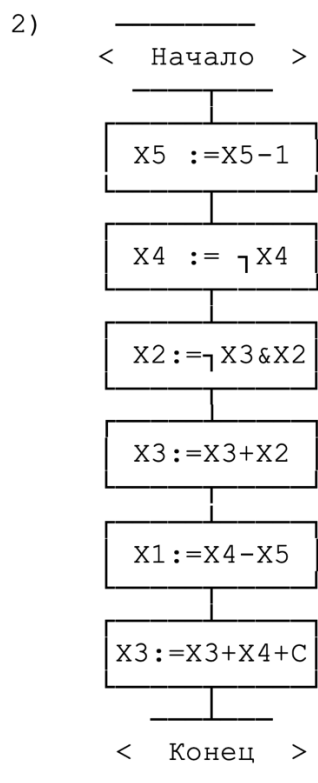 2)
< Начало >
X5 :=X5-1
X4 := ┐X4
X2:=┐X3&X2
X3:=X3+X2
X1:=X4-X5
X3:=X3+X4+C
< Конец >